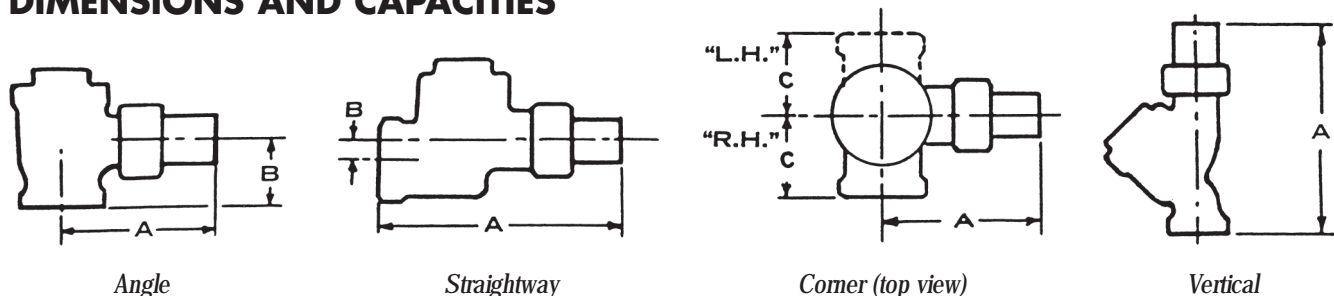 DIMENSIONS AND CAPACITIES
B
A
B
A
"L.H."
C
"R.H."
C
A
A
Angle
Straightway
Corner (top view)
Vertical